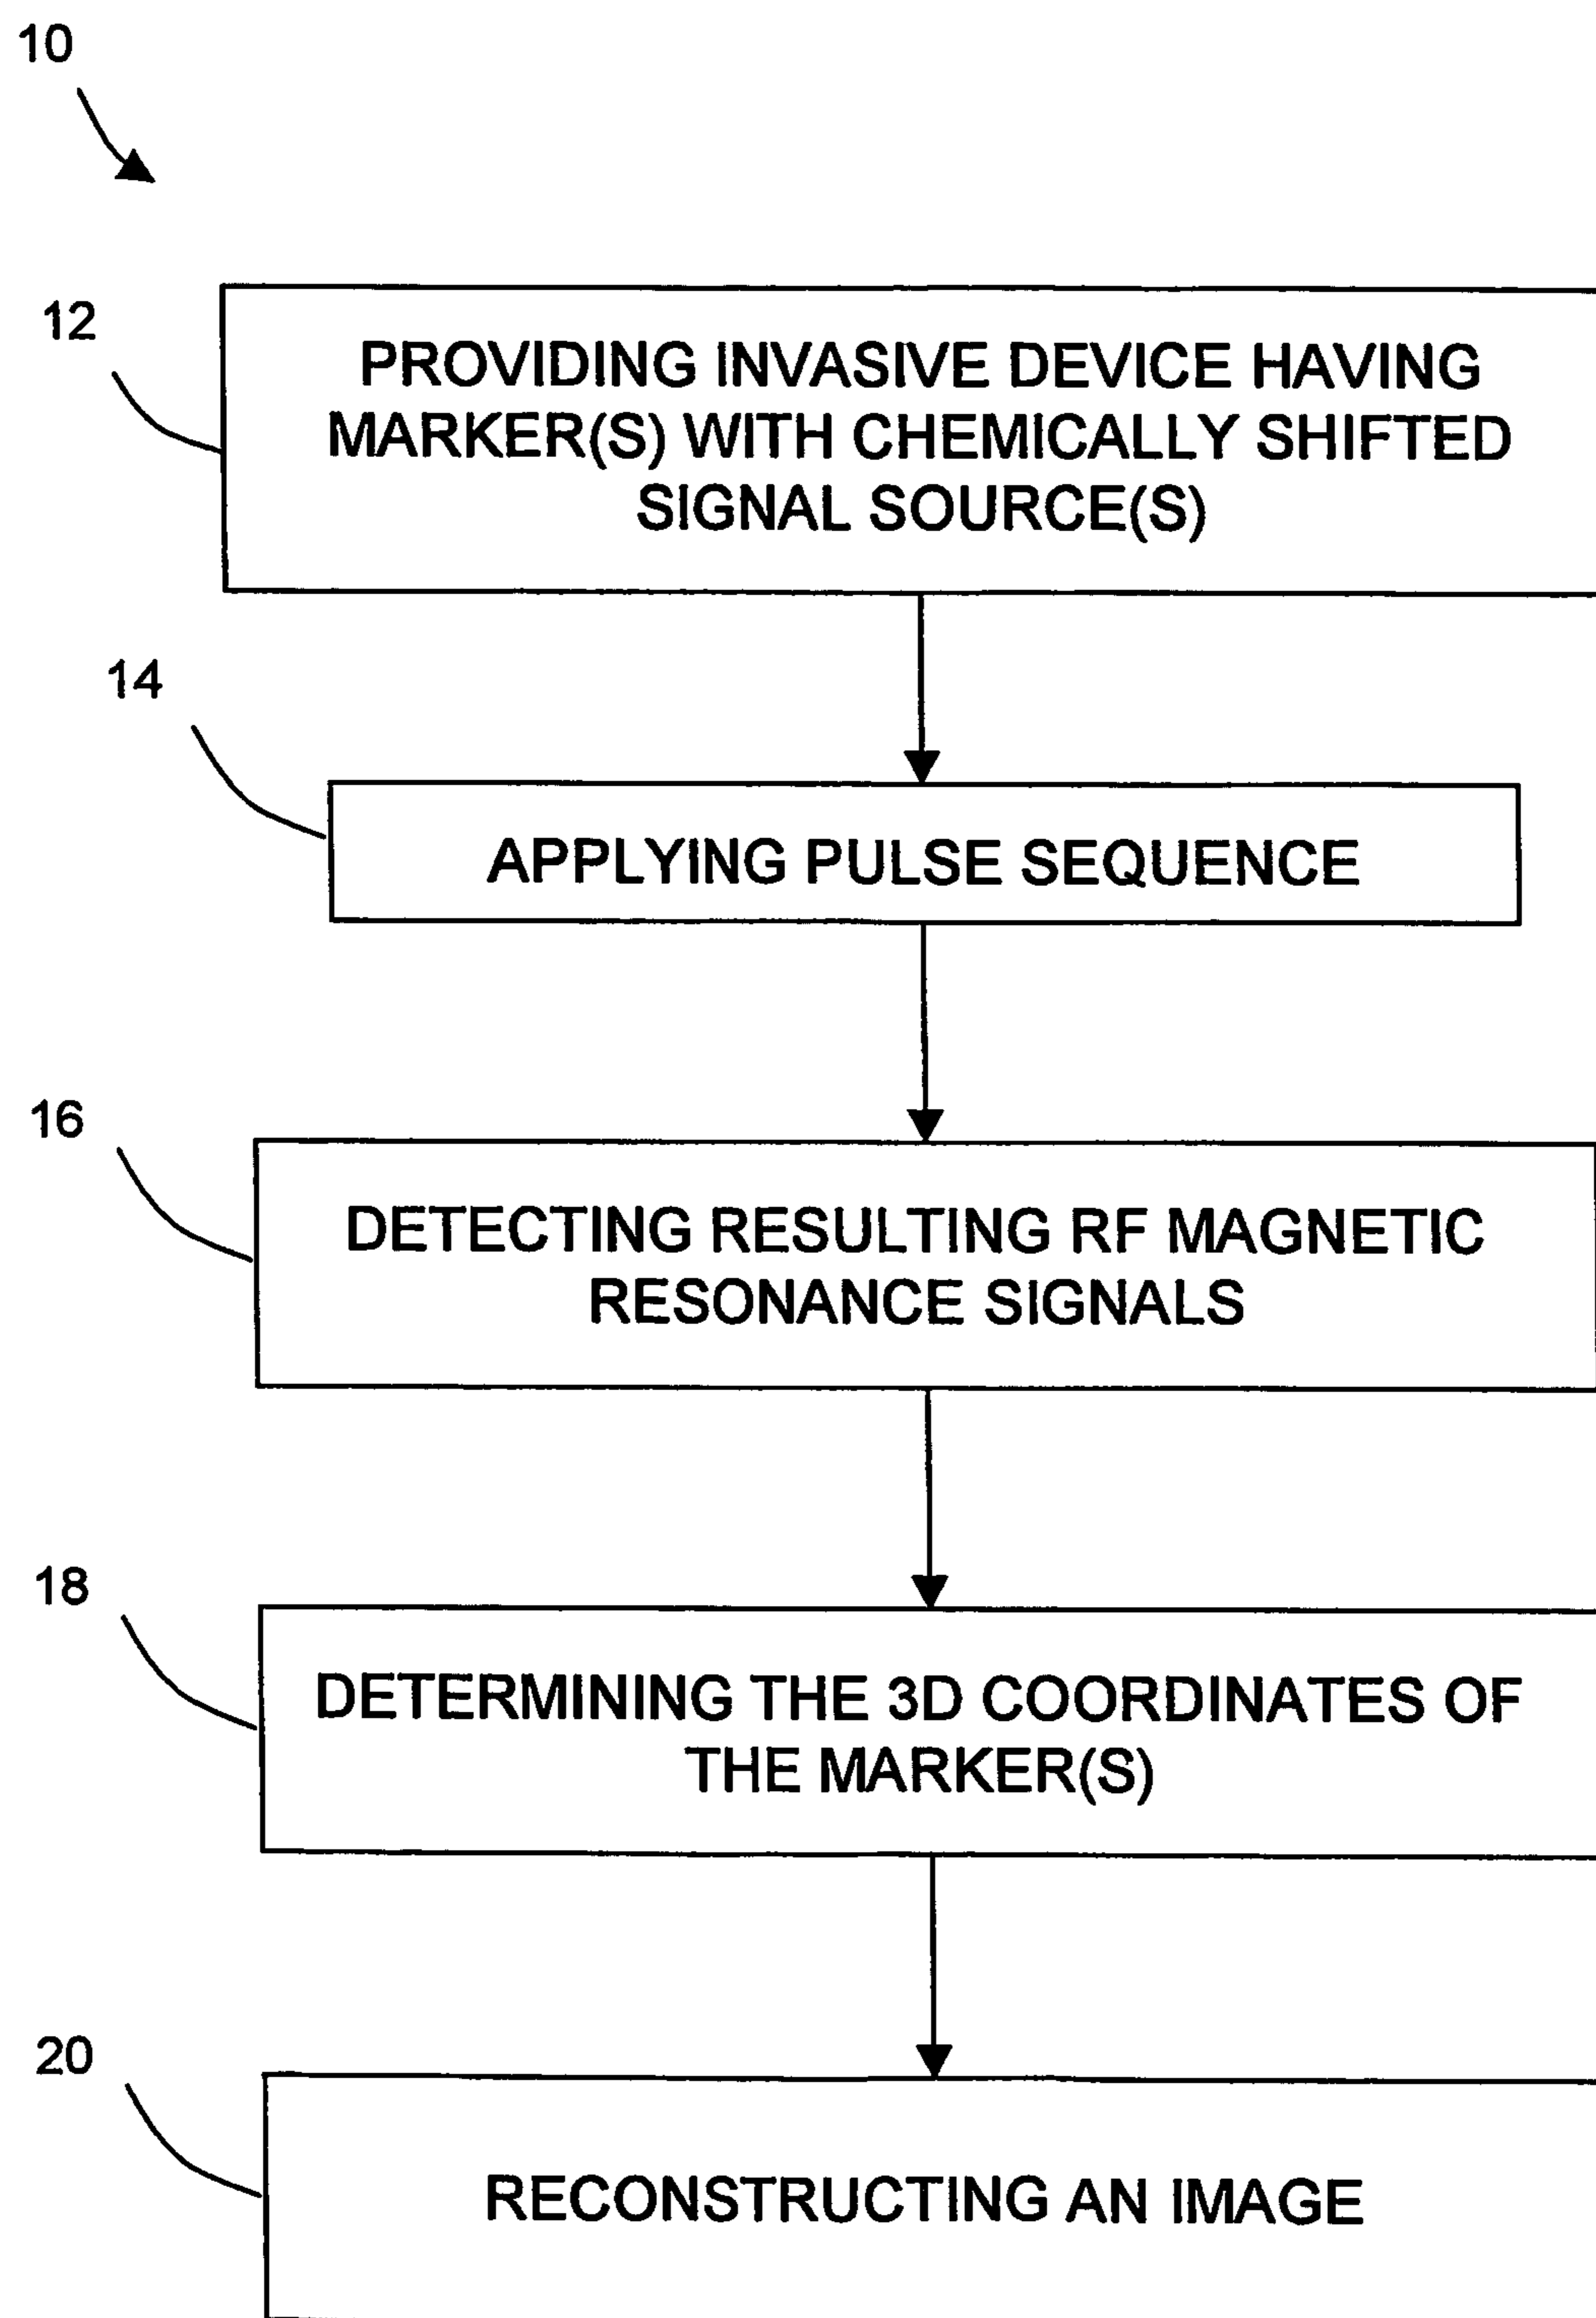 10
12
PROVIDING INVASIVE DEVICE HAVING
MARKER(S) WITH CHEMICALLY SHIFTED
SIGNAL SOURCE(S)
14
APPLYING PULSE SEQUENCE
16
DETECTING RESULTING RF MAGNETIC
RESONANCE SIGNALS
18
DETERMINING THE 3D COORDINATES OF
THE MARKER(S)
20
RECONSTRUCTING AN IMAGE